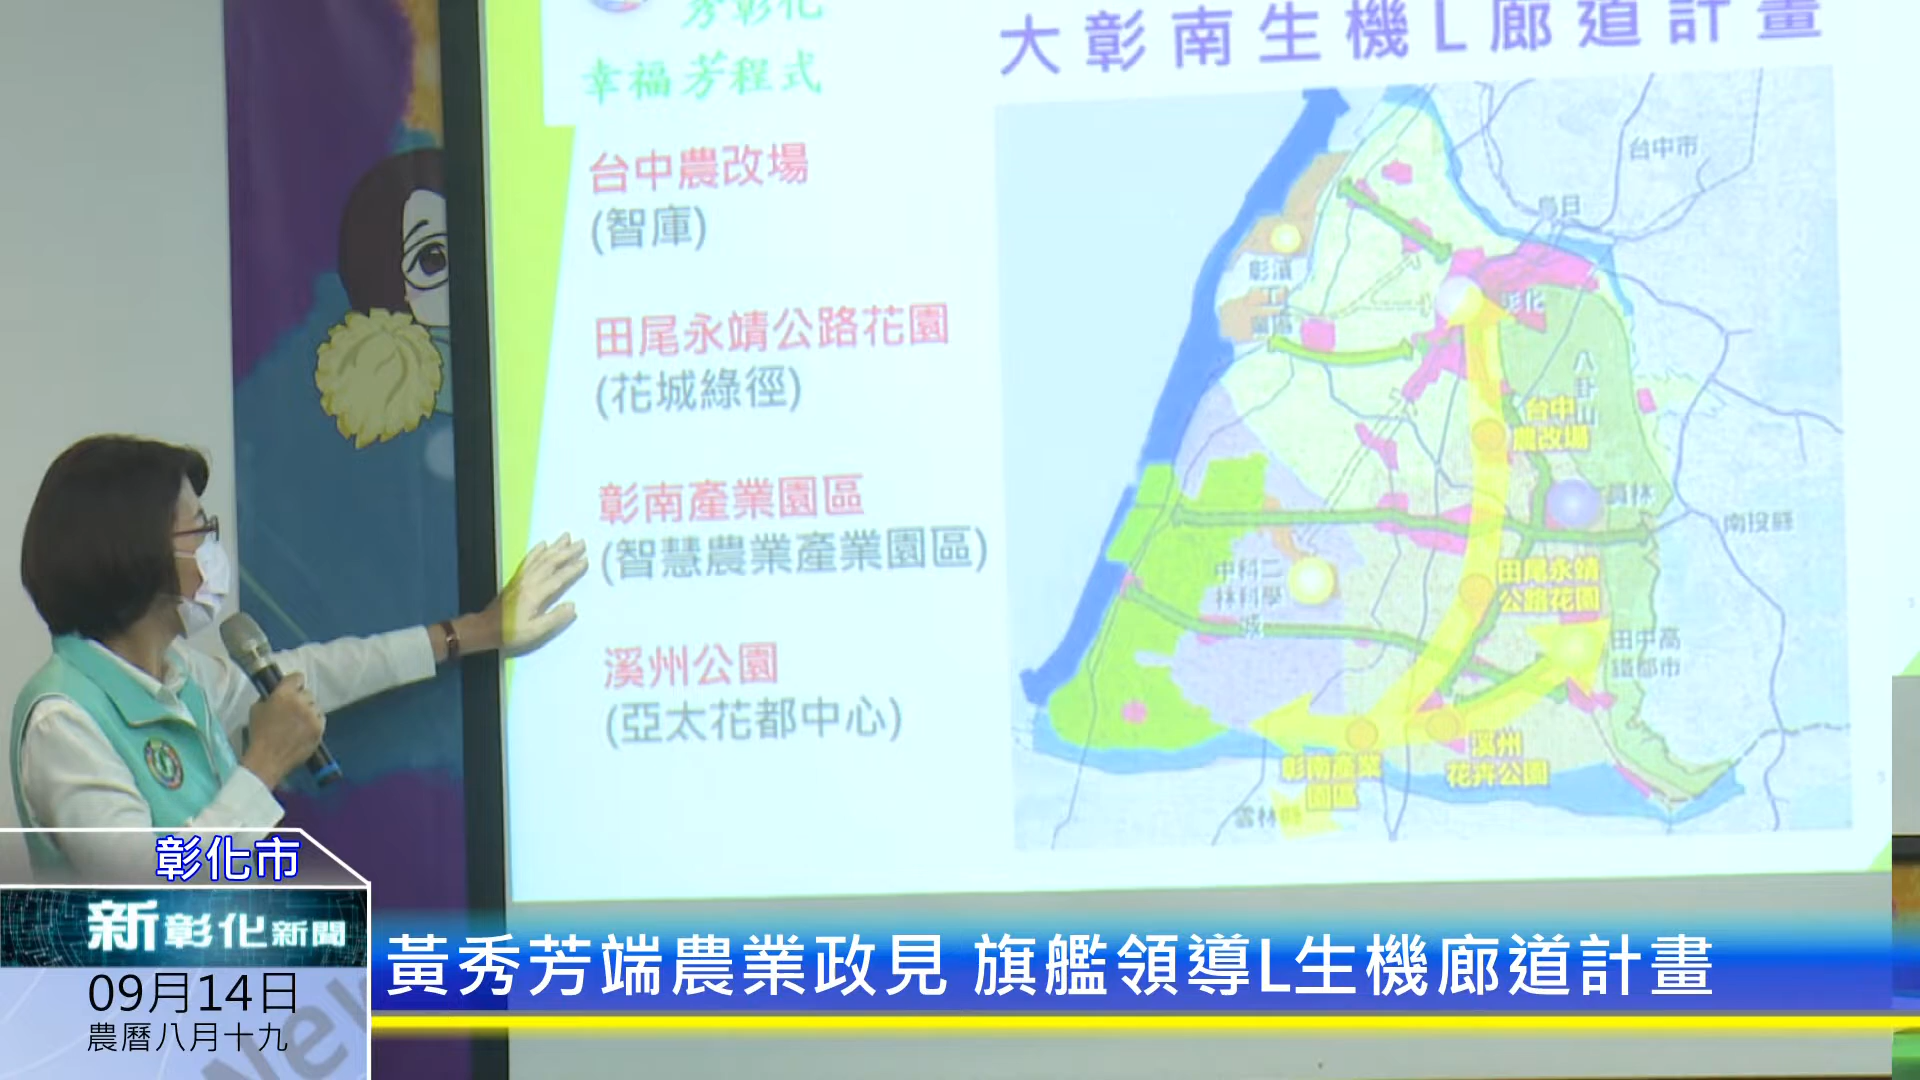 秀彰化
幸福芳程式
大彰南生機L廊道計畫
台中農改場
(智庫)
田尾永靖公路花園
(花城綠徑)
彰南產業園區
(智慧農業產業園區)
溪州公園
(亞太花都中心)
台中市
烏日
彰濱
工
業區
彰化
八
卦
山
台中
農改場
員林
南投縣
中科二
林科學
城
田尾永靖
公路花園
田中高
鐵都市
溪州
花卉公園
彰南產業
園區
雲林縣
彰化市
新彰化新聞
09月14日
農曆八月十九
黃秀芳端農業政見 旗艦領導L生機廊道計畫